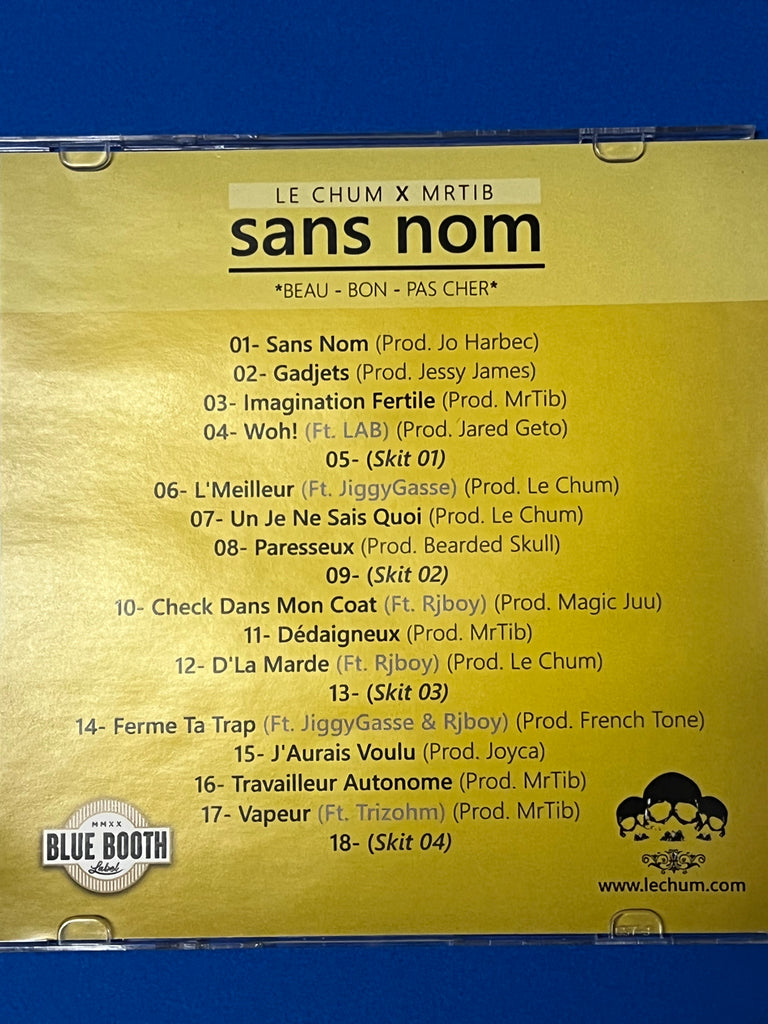 LE CHUM X MRTIB
sans nom
*BEAU - BON - PAS CHER*
01- Sans Nom (Prod. Jo Harbec)
02- Gadjets (Prod. Jessy James)
03- Imagination Fertile (Prod. MrTib)
04- Woh! (Ft. LAB) (Prod. Jared Geto)
05- (Skit 01)
06- L'Meilleur (Ft. JiggyGasse) (Prod. Le Chum)
07- Un Je Ne Sais Quoi (Prod. Le Chum)
08- Paresseux (Prod. Bearded Skull)
09- (Skit 02)
10- Check Dans Mon Coat (Ft. Rjboy) (Prod. Magic Juu)
11- Dédaigneux (Prod. MrTib)
12- D'La Marde (Ft. Rjboy) (Prod. Le Chum)
13- (Skit 03)
14- Ferme Ta Trap (Ft. JiggyGasse & Rjboy) (Prod. French Tone)
15- J'Aurais Voulu (Prod. Joyca)
16- Travailleur Autonome (Prod. MrTib)
17- Vapeur (Ft. Trizohm) (Prod. MrTib)
18- (Skit 04)
MMXX
BLUE BOOTH
Label
www.lechum.com